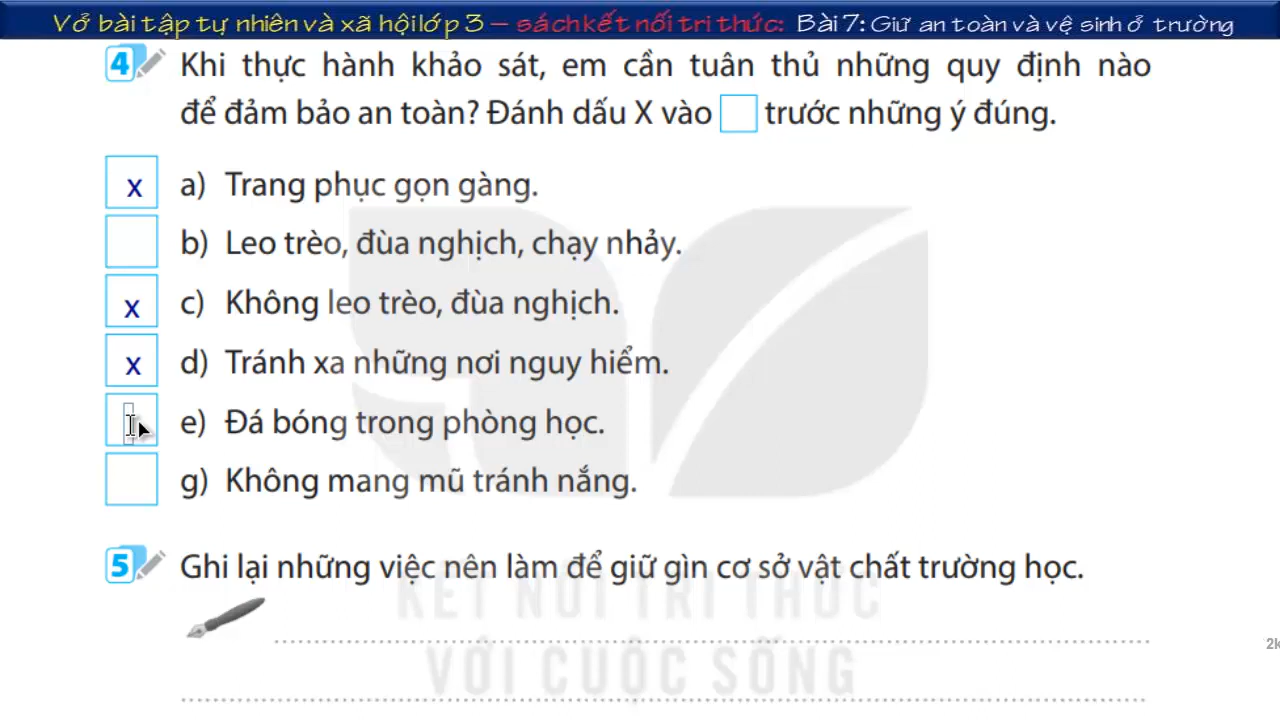 Vở bài tập tự nhiên và xã hội lớp 3 – sách kết nối tri thức: Bài 7: Giữ an toàn và vệ sinh ở trường
4 Khi thực hành khảo sát, em cần tuân thủ những quy định nào
để đảm bảo an toàn? Đánh dấu X vào trước những ý đúng.
x a) Trang phục gọn gàng.
b) Leo trèo, đùa nghịch, chạy nhảy.
x c) Không leo trèo, đùa nghịch.
x d) Tránh xa những nơi nguy hiểm.
e) Đá bóng trong phòng học.
g) Không mang mũ tránh nắng.
5 Ghi lại những việc nên làm để giữ gìn cơ sở vật chất trường học.
KẾT NỐI TRI THỨC
VỚI CUỘC SỐNG
2k